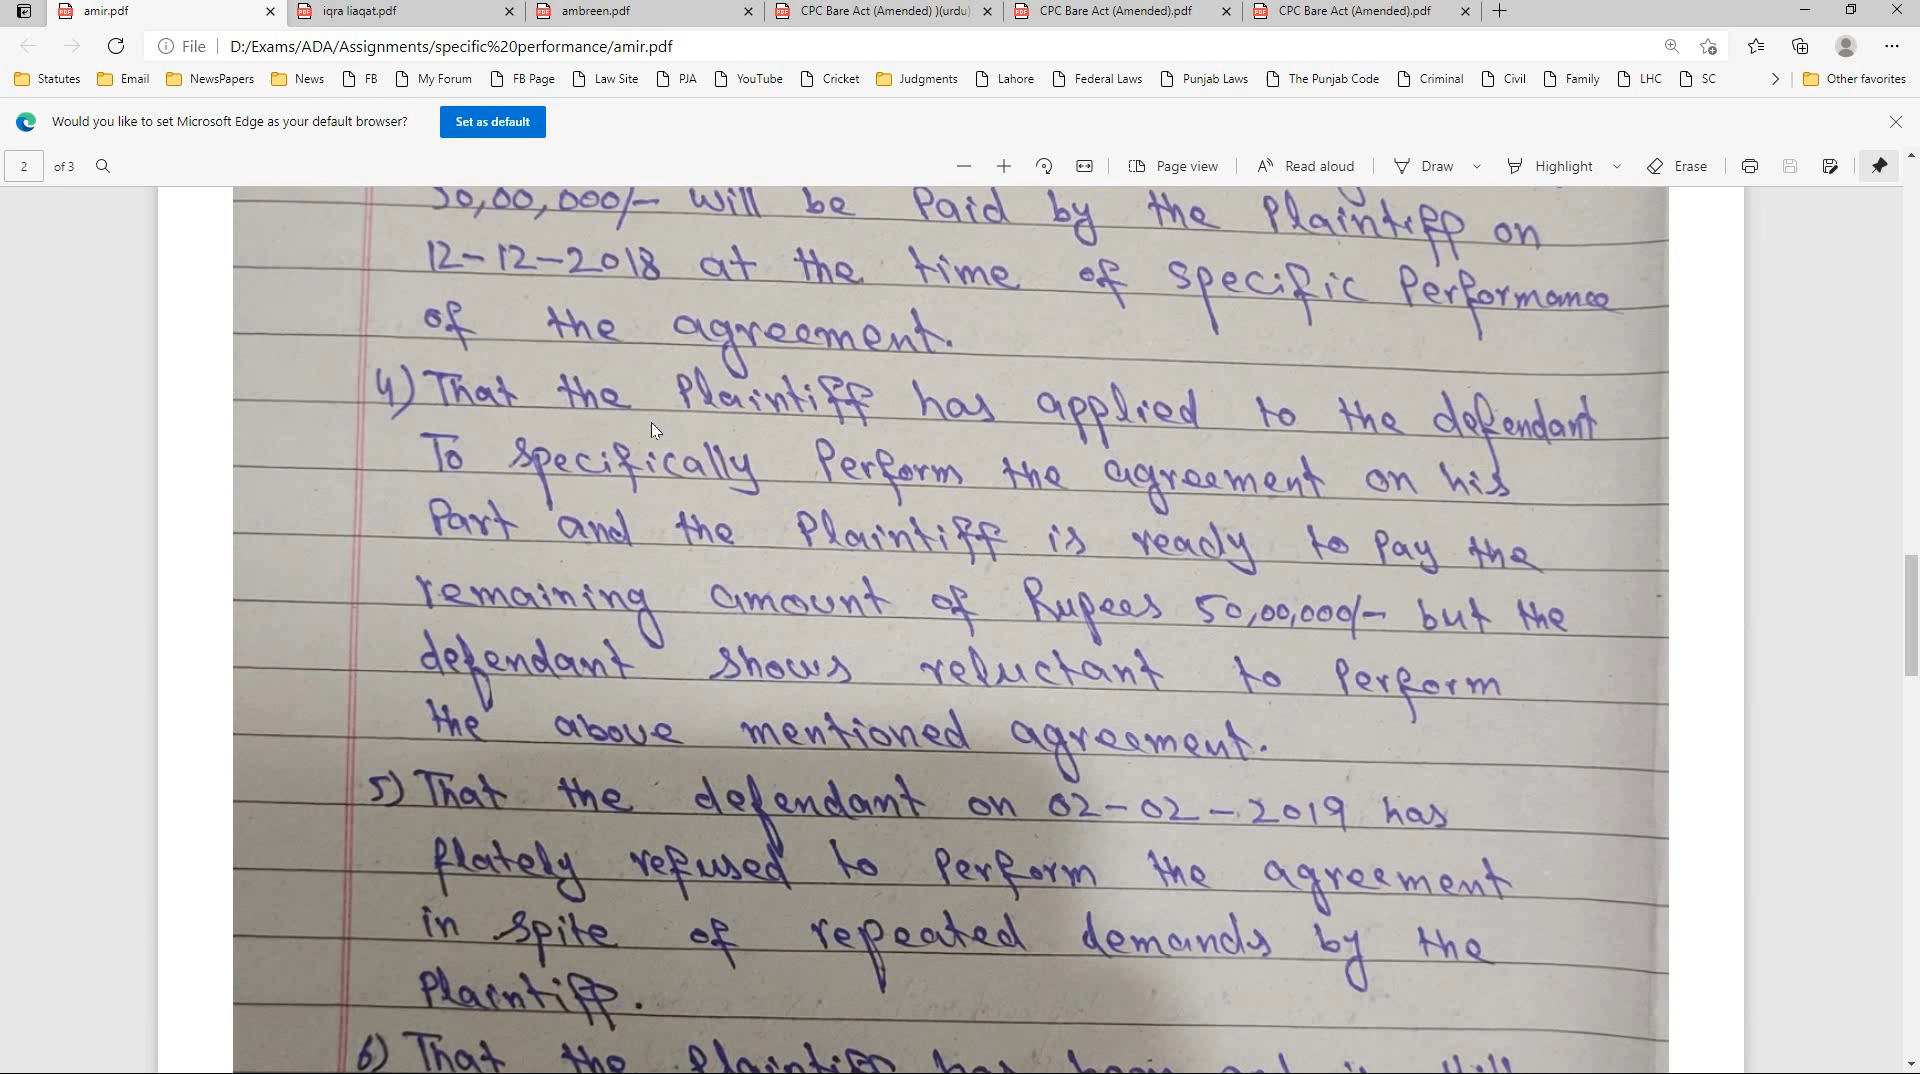 amir.pdf iqra liaqat.pdf ambreen.pdf CPC Bare Act (Amended) )(urdu) CPC Bare Act (Amended).pdf CPC Bare Act (Amended).pdf
File D:/Exams/ADA/Assignments/specific%20performance/amir.pdf
Statutes Email NewsPapers News FB My Forum FB Page Law Site PJA YouTube Cricket Judgments Lahore Federal Laws Punjab Laws The Punjab Code Criminal Civil Family LHC SC Other favorites
Would you like to set Microsoft Edge as your default browser? Set as default
2 of 3 Page view Read aloud Draw Highlight Erase
50,00,000/- will be Paid by the Plaintiff on
12-12-2018 at the time of specific Performance
of the agreement.
4) That the Plaintiff has applied to the defendant
To specifically Perform the agreement on his
Part and the Plaintiff is ready to Pay the
remaining amount of Rupees 50,00,000/- but the
defendant shows reluctant to Perform
the above mentioned agreement.
5) That the defendant on 02-02-2019 has
flately refused to Perform the agreement
in spite of repeated demands by the
Plaintiff.
6) That the Plaintiff has been and is still